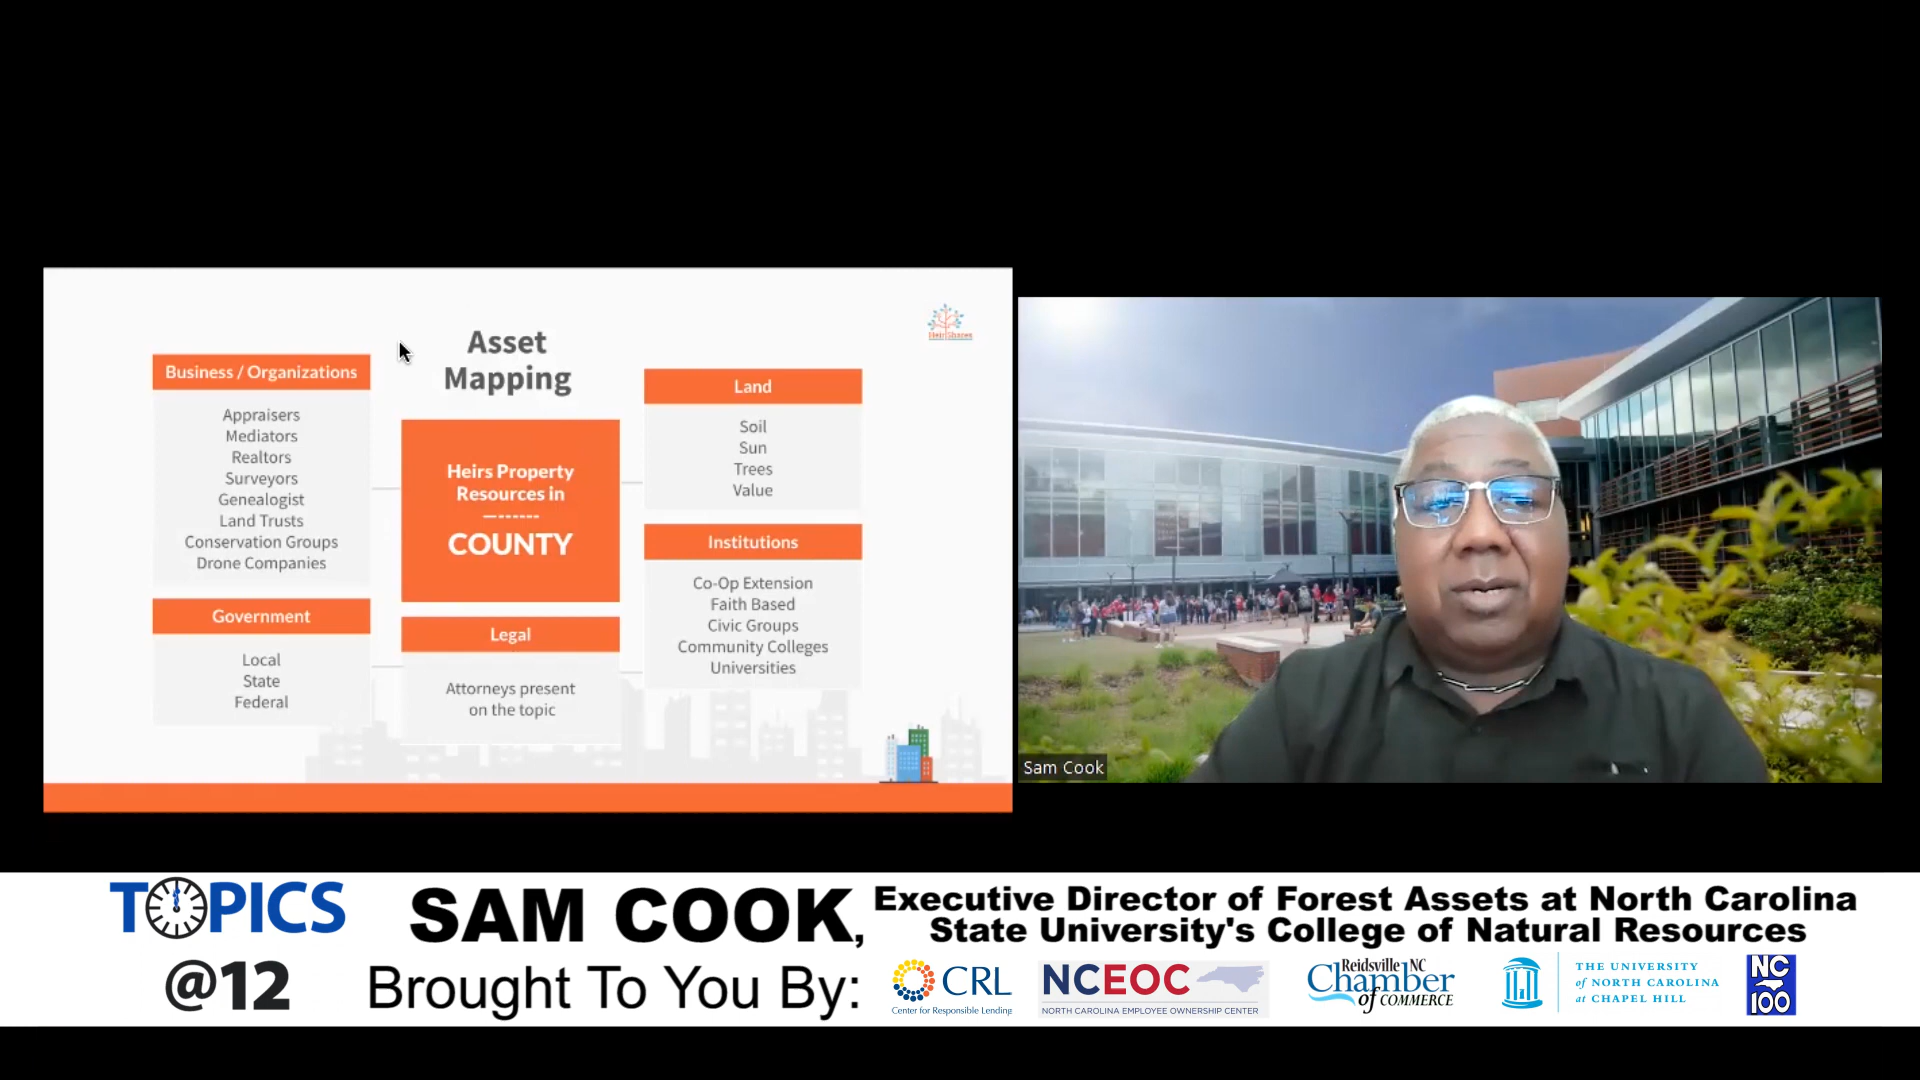 Asset
Mapping
HeirShares
Business / Organizations
Appraisers
Mediators
Realtors
Surveyors
Genealogist
Land Trusts
Conservation Groups
Drone Companies
Government
Local
State
Federal
Heirs Property
Resources in
-------
COUNTY
Legal
Attorneys present
on the topic
Land
Soil
Sun
Trees
Value
Institutions
Co-Op Extension
Faith Based
Civic Groups
Community Colleges
Universities
Sam Cook
TOPICS
@12
SAM COOK,
Executive Director of Forest Assets at North Carolina
State University's College of Natural Resources
Brought To You By:
CRL
Center for Responsible Lending
NCEOC
NORTH CAROLINA EMPLOYEE OWNERSHIP CENTER
Reidsville NC
Chamber
of COMMERCE
THE UNIVERSITY
of NORTH CAROLINA
at CHAPEL HILL
NC
100